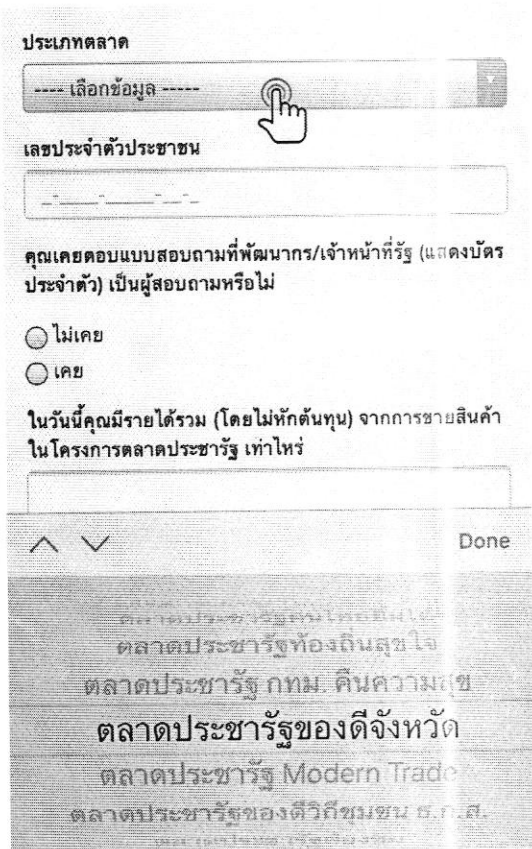 ประเภทตลาด
---- เลือกข้อมูล -----
เลขประจำตัวประชาชน
_-____-_____-__-_
คุณเคยตอบแบบสอบถามที่พัฒนากร/เจ้าหน้าที่รัฐ (แสดงบัตร
ประจำตัว) เป็นผู้สอบถามหรือไม่
ไม่เคย
เคย
ในวันนี้คุณมีรายได้รวม (โดยไม่หักต้นทุน) จากการขายสินค้า
ในโครงการตลาดประชารัฐ เท่าไหร่
Done
ตลาดประชารัฐท้องถิ่นสุขใจ
ตลาดประชารัฐ กทม. คืนความสุข
ตลาดประชารัฐของดีจังหวัด
ตลาดประชารัฐ Modern Trade
ตลาดประชารัฐของดีวิถีชุมชน ธ.ก.ส.